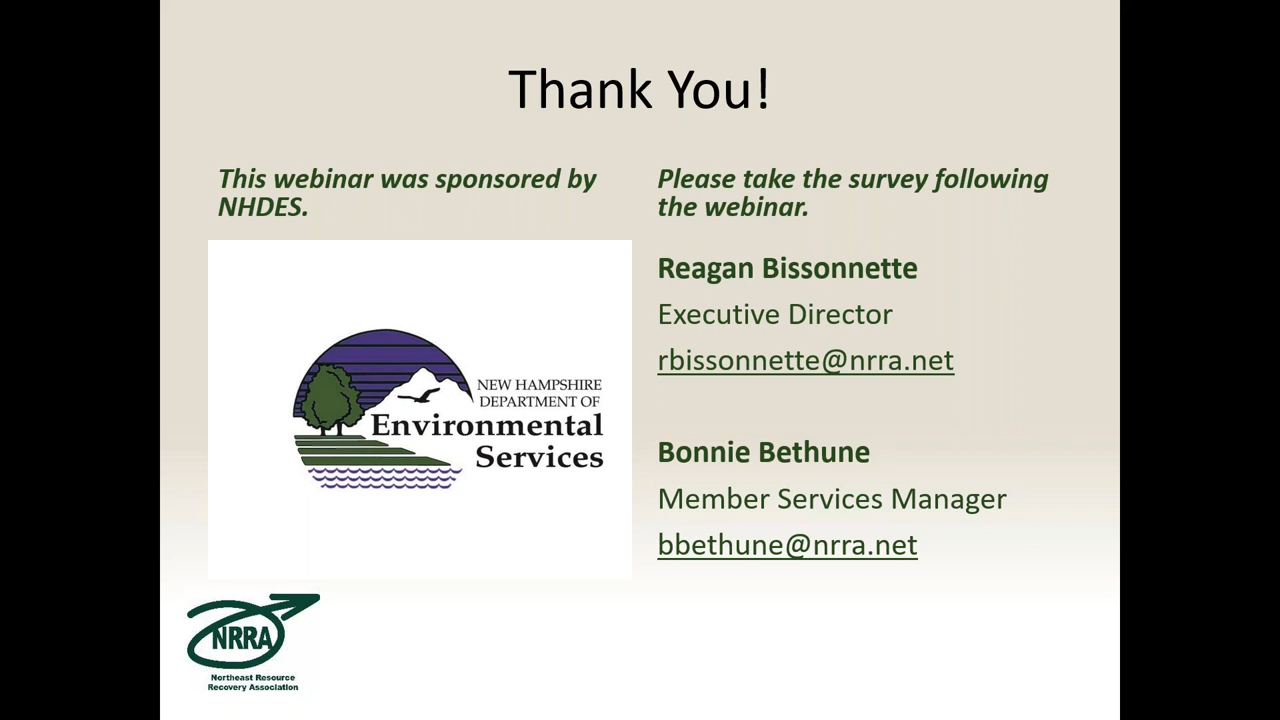 Thank You!
This webinar was sponsored by
NHDES.
NEW HAMPSHIRE
DEPARTMENT OF
Environmental
Services
Please take the survey following
the webinar.
Reagan Bissonnette
Executive Director
rbissonnette@nrra.net
Bonnie Bethune
Member Services Manager
bbethune@nrra.net
NRRA
Northeast Resource
Recovery Association